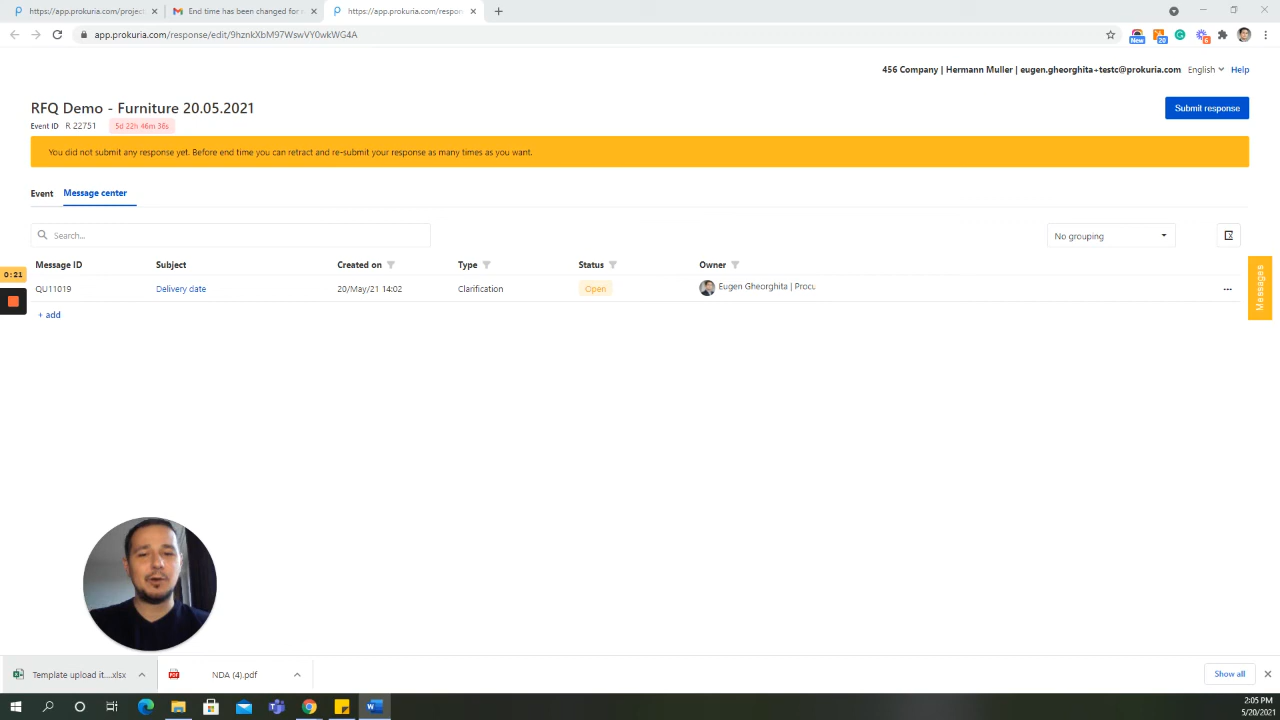 https://app.prokuria.com/project
End time has been changed for
https://app.prokuria.com/respon
app.prokuria.com/response/edit/9hznkXbM97WswVY0wkWG4A
New
20
6
456 Company | Hermann Muller | eugen.gheorghita+testc@prokuria.com English Help
RFQ Demo - Furniture 20.05.2021
Submit response
Event ID R 22751 5d 22h 46m 36s
You did not submit any response yet. Before end time you can retract and re-submit your response as many times as you want.
Event Message center
Search...
No grouping
Message ID Subject Created on Type Status Owner
0:21
QU11019 Delivery date 20/May/21 14:02 Clarification Open Eugen Gheorghita | Procu
Messages
+ add
Template upload it....xlsx
NDA (4).pdf
Show all
2:05 PM
5/20/2021